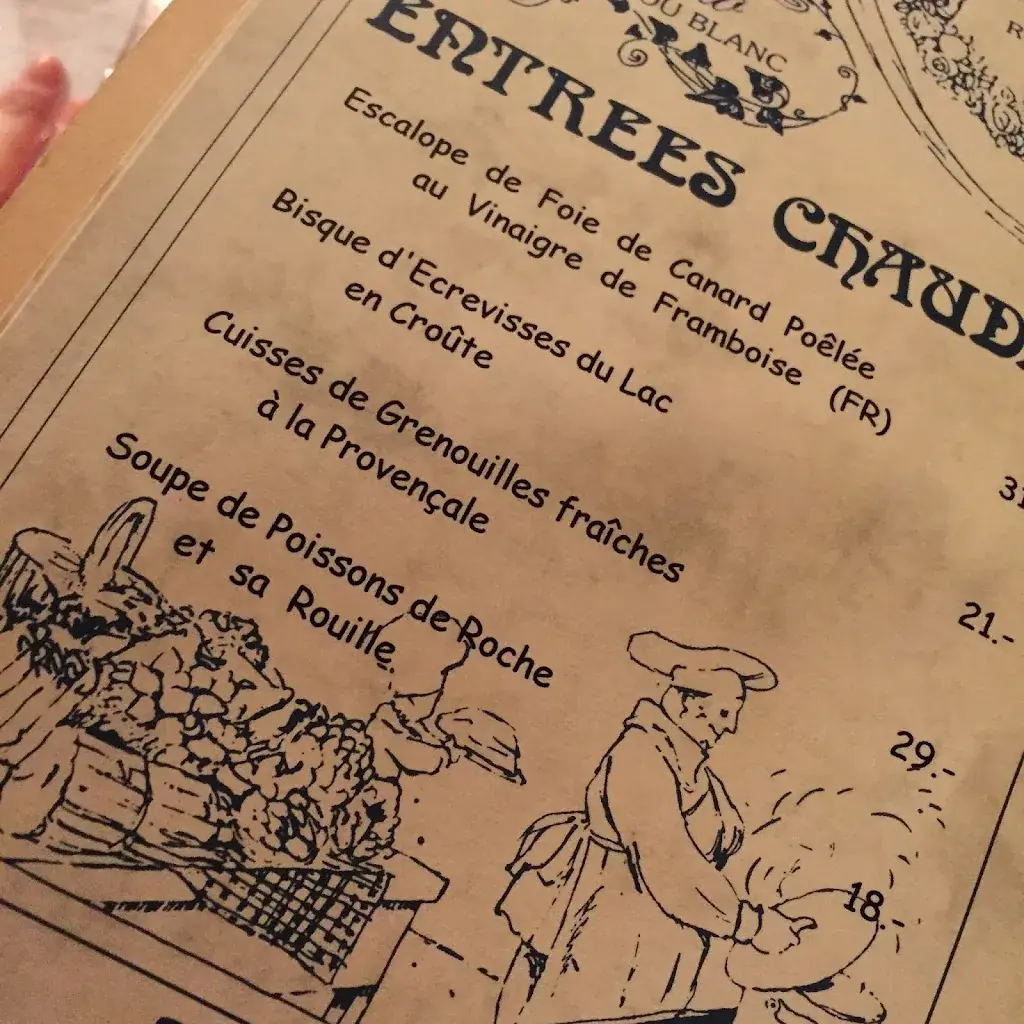 OU BLANC
ENTREES CHAUD
Escalope de Foie de Canard Poêlée
au Vinaigre de Framboise (FR)
31
Bisque d'Ecrevisses du Lac
en Croûte
21.-
Cuisses de Grenouilles fraîches
à la Provençale
29.-
Soupe de Poissons de Roche
et sa Rouille
18.-